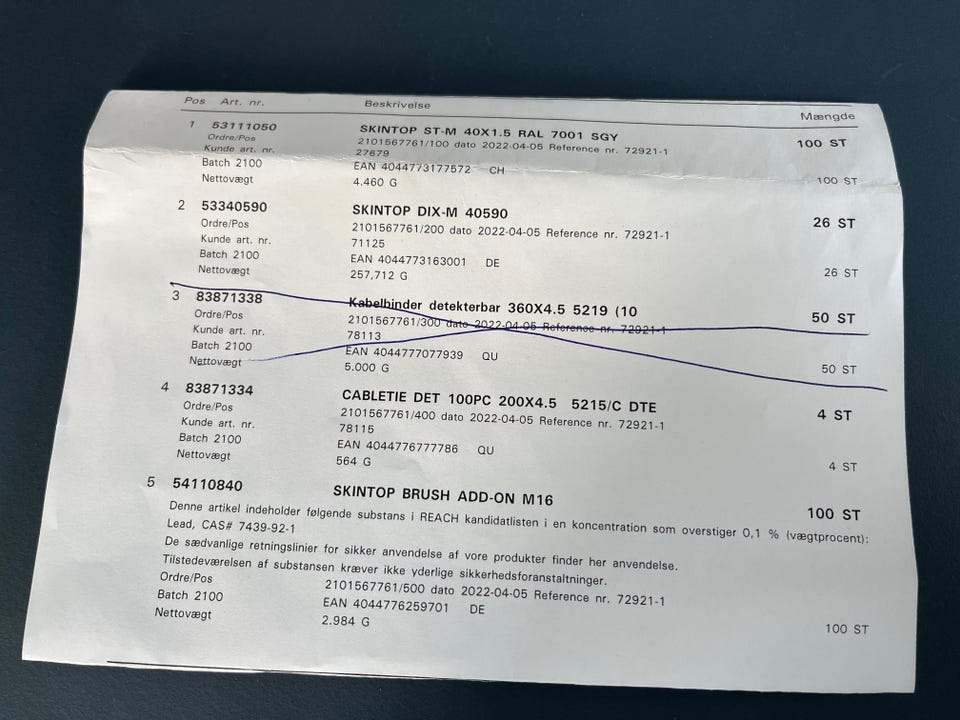 Pos Art. nr. Beskrivelse Mængde
1 53111050 SKINTOP ST-M 40X1.5 RAL 7001 SGY 100 ST
Ordre/Pos 2101567761/100 dato 2022-04-05 Reference nr. 72921-1
Kunde art. nr. 27679
Batch 2100 EAN 4044773177572 CH 100 ST
Nettovægt 4.460 G
2 53340590 SKINTOP DIX-M 40590 26 ST
Ordre/Pos 2101567761/200 dato 2022-04-05 Reference nr. 72921-1
Kunde art. nr. 71125
Batch 2100 EAN 4044773163001 DE 26 ST
Nettovægt 257,712 G
3 83871338 Kabelbinder detekterbar 360X4.5 5219 (10 50 ST
Ordre/Pos 2101567761/300 dato 2022-04-05 Reference nr. 72921-1
Kunde art. nr. 78113
Batch 2100 EAN 4044777077939 QU 50 ST
Nettovægt 5.000 G
4 83871334 CABLETIE DET 100PC 200X4.5 5215/C DTE 4 ST
Ordre/Pos 2101567761/400 dato 2022-04-05 Reference nr. 72921-1
Kunde art. nr. 78115
Batch 2100 EAN 4044776777786 QU 4 ST
Nettovægt 564 G
5 54110840 SKINTOP BRUSH ADD-ON M16 100 ST
Denne artikel indeholder følgende substans i REACH kandidatlisten i en koncentration som overstiger 0,1 % (vægtprocent):
Lead, CAS# 7439-92-1
De sædvanlige retningslinier for sikker anvendelse af vore produkter finder her anvendelse.
Tilstedeværelsen af substansen kræver ikke yderlige sikkerhedsforanstaltninger.
Ordre/Pos 2101567761/500 dato 2022-04-05 Reference nr. 72921-1
Batch 2100 EAN 4044776259701 DE 100 ST
Nettovægt 2.984 G